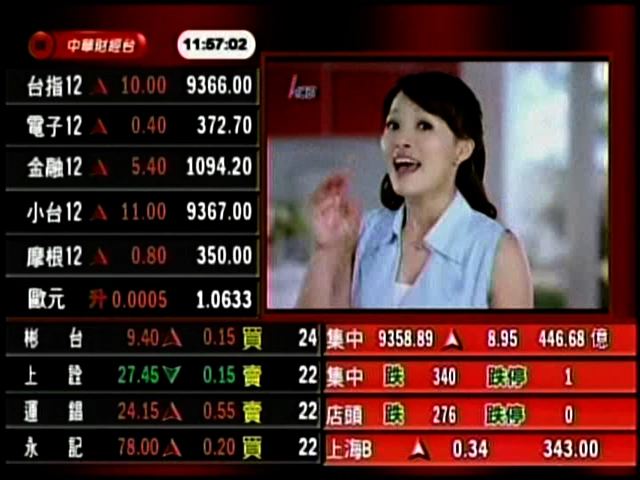 中華財經台 11:57:02
台指12 10.00 9366.00
電子12 0.40 372.70
金融12 5.40 1094.20
小台12 11.00 9367.00
摩根12 0.80 350.00
歐元 升 0.0005 1.0633
彬台 9.40 0.15 買 24
上詮 27.45 0.15 賣 22
運錩 24.15 0.55 賣 22
永記 78.00 0.20 買 22
集中 9358.89 8.95 446.68 億
集中 跌 340 跌停 1
店頭 跌 276 跌停 0
上海B 0.34 343.00